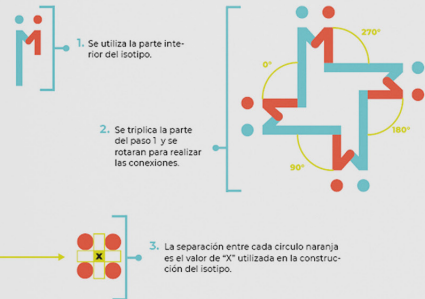 1. Se utiliza la parte inte-
rior del isotipo.
270°
0°
180°
90°
2. Se triplica la parte
del paso 1 y se
rotaran para realizar
las conexiones.
x
3. La separación entre cada circulo naranja
es el valor de "X" utilizada en la construc-
ción del isotipo.